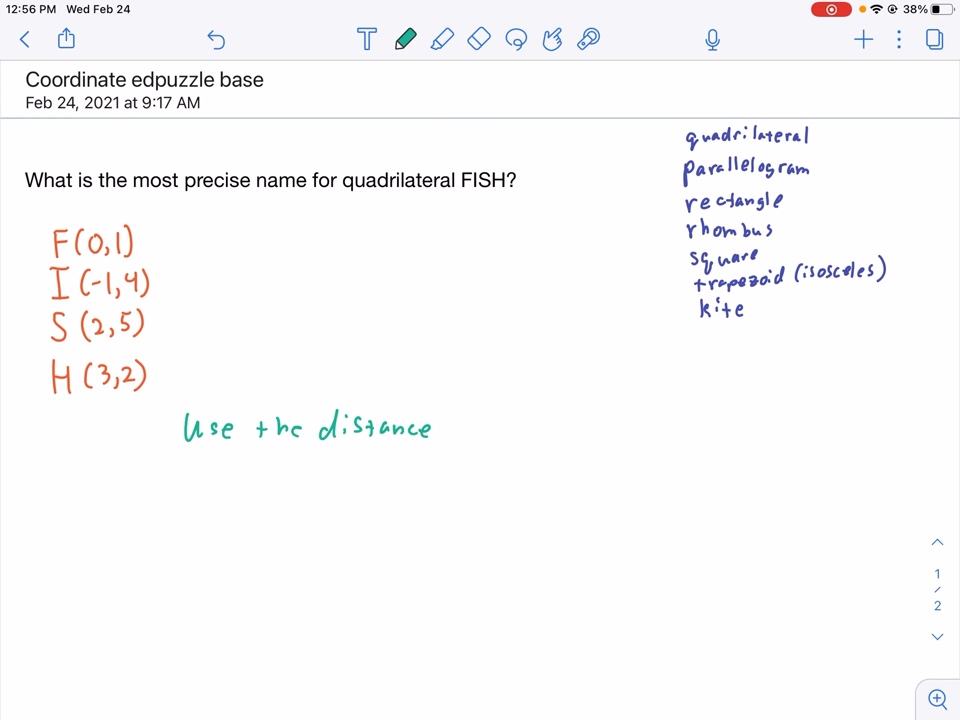 12:56 PM Wed Feb 24
38%
Coordinate edpuzzle base
Feb 24, 2021 at 9:17 AM
quadrilateral
parallelogram
rectangle
rhombus
square
trapezoid (isosceles)
kite
What is the most precise name for quadrilateral FISH?
F(0,1)
I (-1,4)
S (2,5)
H (3,2)
Use the distance
1
/
2